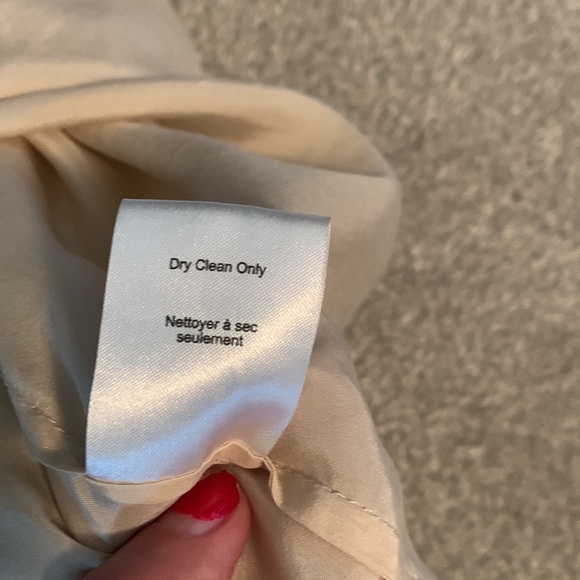 Dry Clean Only
Nettoyer à sec
seulement